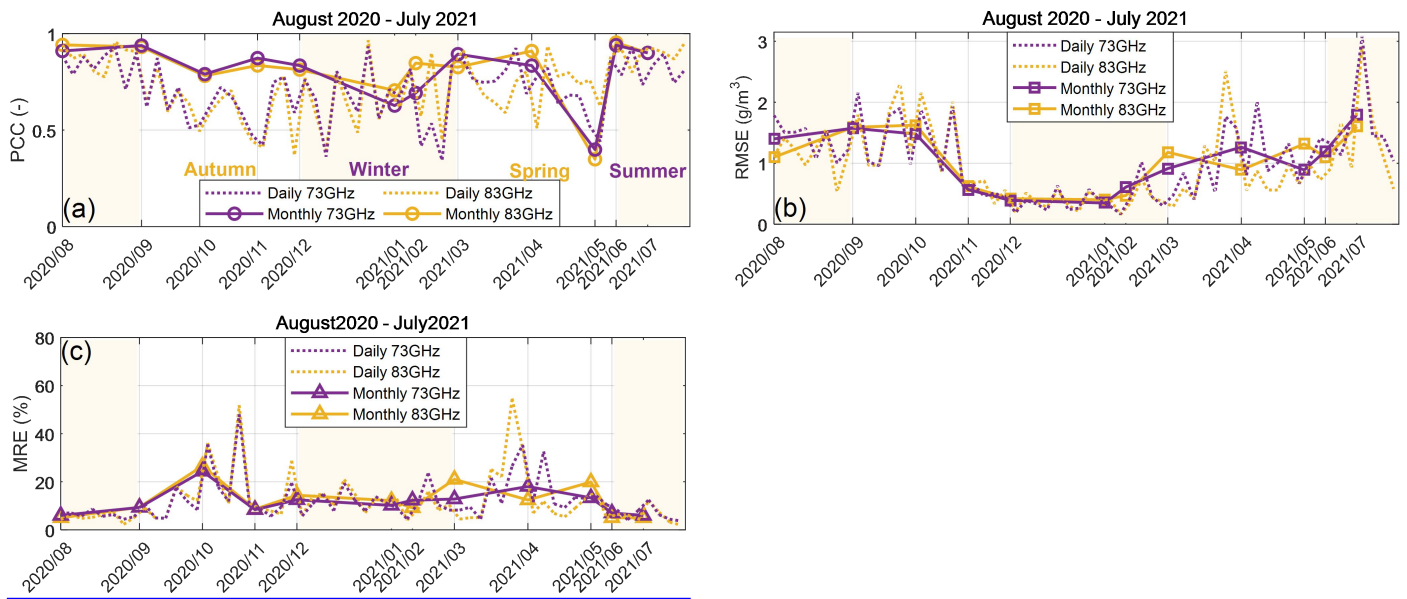 August 2020 - July 2021
1
0.5
0
PCC (-)
Autumn
Winter
Spring
Summer
Daily 73GHz
Daily 83GHz
Monthly 73GHz
Monthly 83GHz
(a)
2020/08
2020/09
2020/10
2020/11
2020/12
2021/01
2021/02
2021/03
2021/04
2021/05
2021/06
2021/07
August 2020 - July 2021
3
2
1
0
RMSE (g/m³)
Daily 73GHz
Daily 83GHz
Monthly 73GHz
Monthly 83GHz
(b)
2020/08
2020/09
2020/10
2020/11
2020/12
2021/01
2021/02
2021/03
2021/04
2021/05
2021/06
2021/07
August2020 - July2021
80
60
40
20
0
MRE (%)
(c)
Daily 73GHz
Daily 83GHz
Monthly 73GHz
Monthly 83GHz
2020/08
2020/09
2020/10
2020/11
2020/12
2021/01
2021/02
2021/03
2021/04
2021/05
2021/06
2021/07